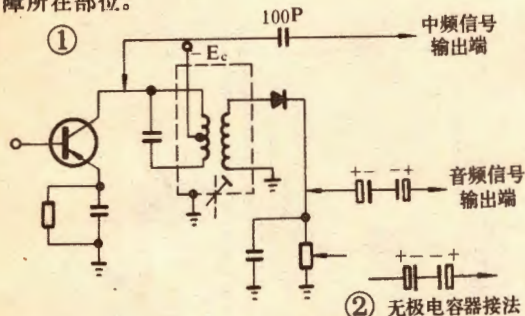 障所在部位。
①
100P
中频信号
输出端
-Ec
+ - - +
音频信号
输出端
+ - - +
② 无极电容器接法